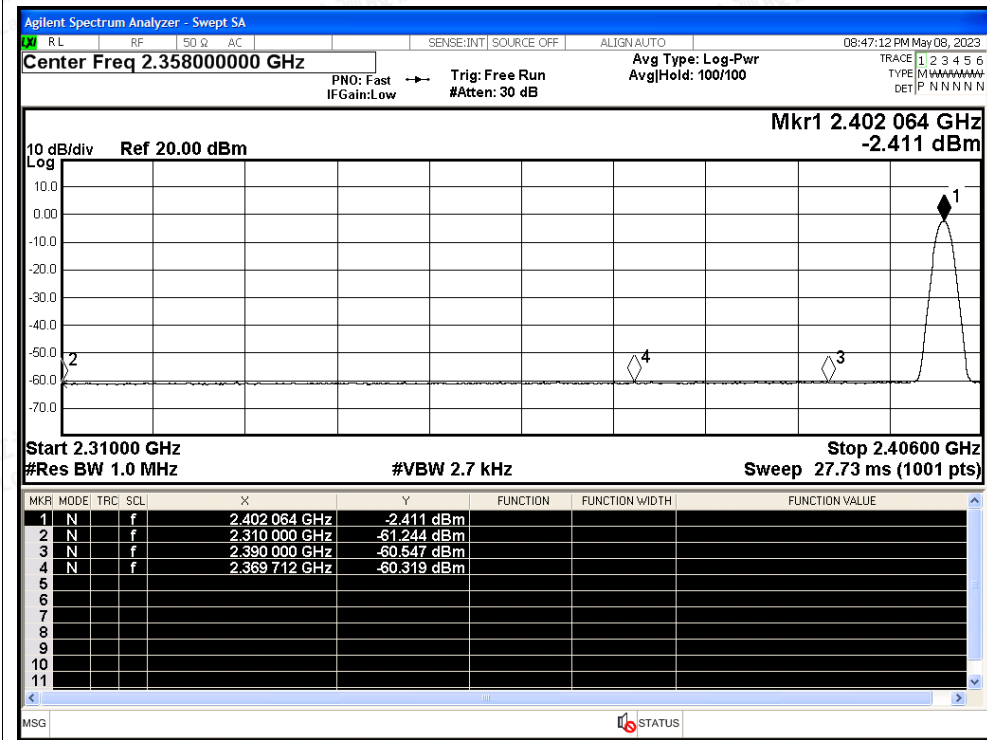 Agilent Spectrum Analyzer - Swept SA
LXI RL RF 50 Ω AC SENSE:INT SOURCE OFF ALIGNAUTO 08:47:12 PM May 08, 2023
Center Freq 2.358000000 GHz
PNO: Fast
IFGain:Low
Trig: Free Run
#Atten: 30 dB
Avg Type: Log-Pwr
Avg|Hold: 100/100
TRACE 1 2 3 4 5 6
TYPE M
DET P N N N N N
Mkr1 2.402 064 GHz
-2.411 dBm
10 dB/div Ref 20.00 dBm
Log
10.0
0.00
-10.0
-20.0
-30.0
-40.0
-50.0
-60.0
-70.0
1
2
4
3
Start 2.31000 GHz Stop 2.40600 GHz
#Res BW 1.0 MHz #VBW 2.7 kHz Sweep 27.73 ms (1001 pts)
MKR MODE TRC SCL X Y FUNCTION FUNCTION WIDTH FUNCTION VALUE
1 N f 2.402 064 GHz -2.411 dBm
2 N f 2.310 000 GHz -61.244 dBm
3 N f 2.390 000 GHz -60.547 dBm
4 N f 2.369 712 GHz -60.319 dBm
5
6
7
8
9
10
11
MSG STATUS